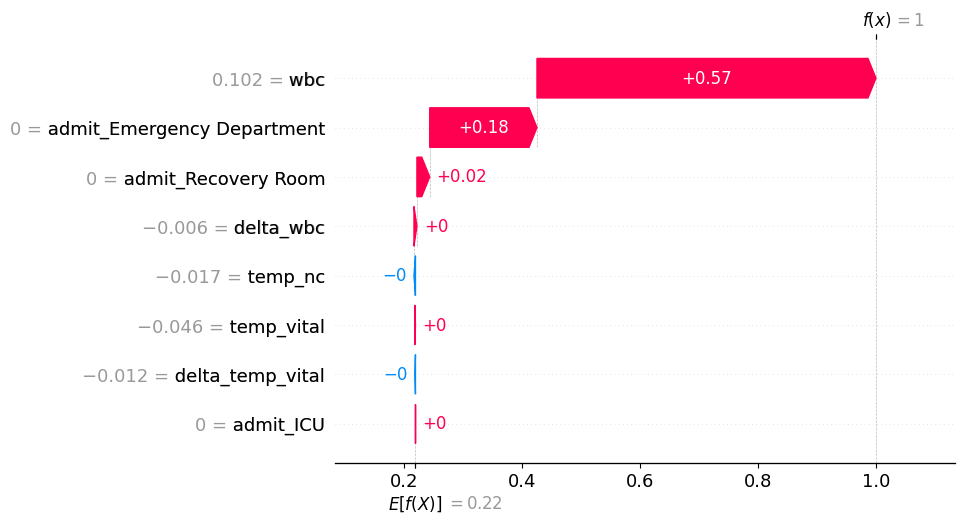 f(x) = 1
0.102 = wbc
+0.57
0 = admit_Emergency Department
+0.18
0 = admit_Recovery Room
+0.02
−0.006 = delta_wbc
+0
−0.017 = temp_nc
−0
−0.046 = temp_vital
+0
−0.012 = delta_temp_vital
−0
0 = admit_ICU
+0
0.2 0.4 0.6 0.8 1.0
E[f(X)] = 0.22